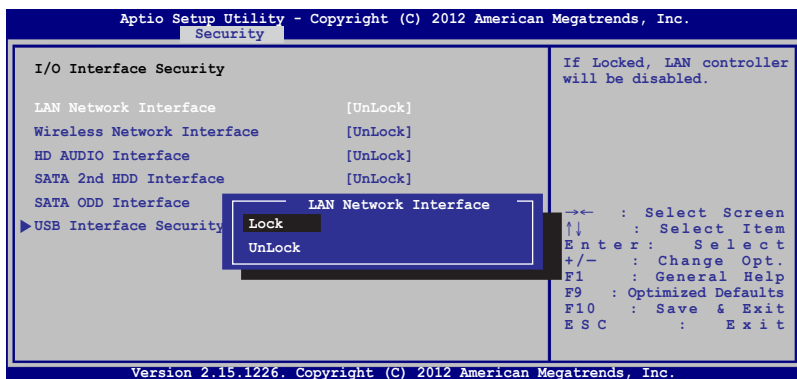 Aptio Setup Utility - Copyright (C) 2012 American Megatrends, Inc.
Security
I/O Interface Security
LAN Network Interface [UnLock]
Wireless Network Interface [UnLock]
HD AUDIO Interface [UnLock]
SATA 2nd HDD Interface [UnLock]
SATA ODD Interface
USB Interface Security
LAN Network Interface
Lock
UnLock
If Locked, LAN controller
will be disabled.
→← : Select Screen
↑↓ : Select Item
Enter: Select
+/— : Change Opt.
F1 : General Help
F9 : Optimized Defaults
F10 : Save & Exit
ESC : Exit
Version 2.15.1226. Copyright (C) 2012 American Megatrends, Inc.